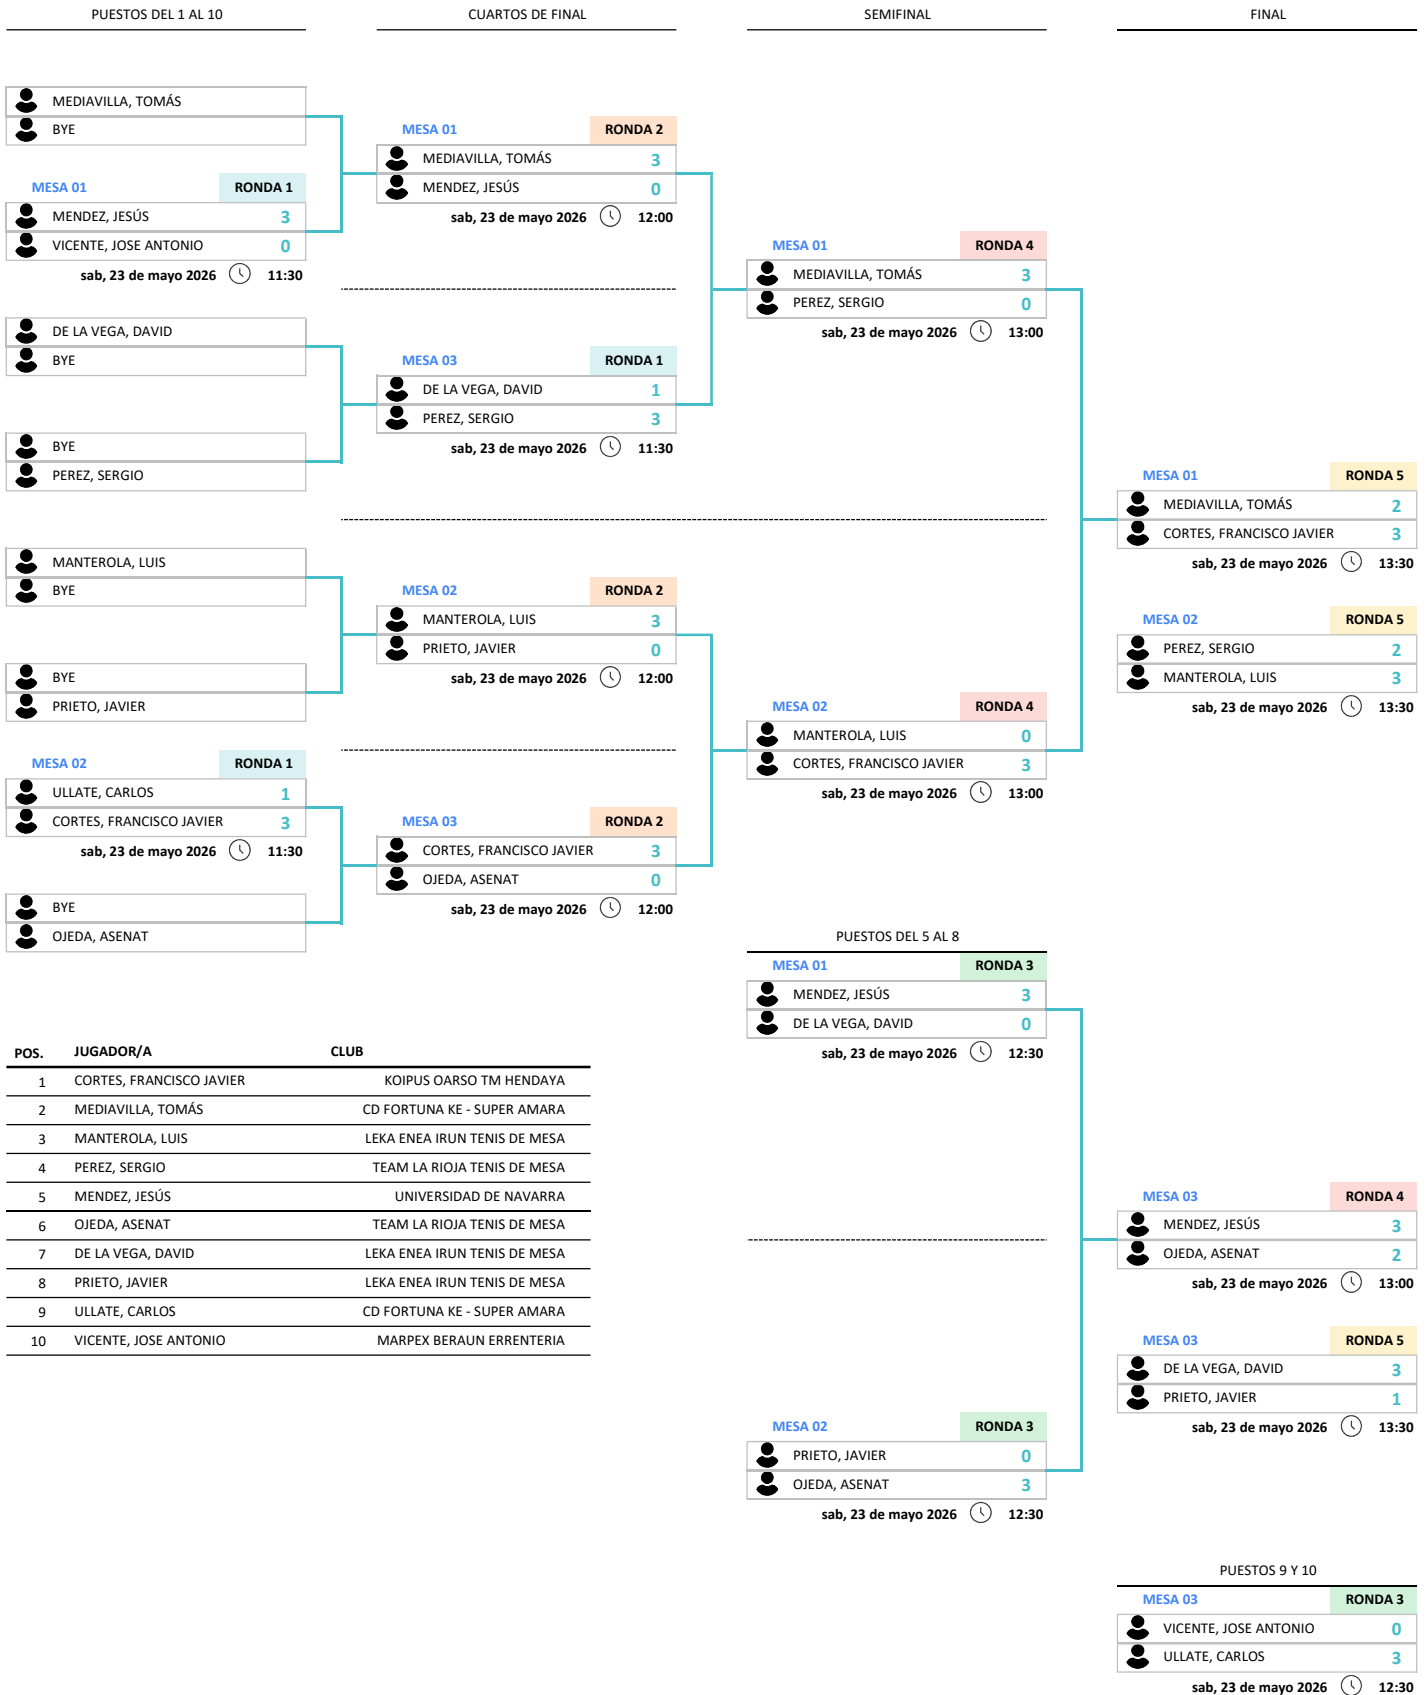 PUESTOS DEL 1 AL 10
CUARTOS DE FINAL
SEMIFINAL
FINAL
MEDIAVILLA, TOMÁS
BYE
MESA 01 RONDA 1
MENDEZ, JESÚS 3
VICENTE, JOSE ANTONIO 0
sab, 23 de mayo 2026 11:30
DE LA VEGA, DAVID
BYE
BYE
PEREZ, SERGIO
MANTEROLA, LUIS
BYE
BYE
PRIETO, JAVIER
MESA 02 RONDA 1
ULLATE, CARLOS 1
CORTES, FRANCISCO JAVIER 3
sab, 23 de mayo 2026 11:30
BYE
OJEDA, ASENAT
MESA 01 RONDA 2
MEDIAVILLA, TOMÁS 3
MENDEZ, JESÚS 0
sab, 23 de mayo 2026 12:00
MESA 03 RONDA 1
DE LA VEGA, DAVID 1
PEREZ, SERGIO 3
sab, 23 de mayo 2026 11:30
MESA 02 RONDA 2
MANTEROLA, LUIS 3
PRIETO, JAVIER 0
sab, 23 de mayo 2026 12:00
MESA 03 RONDA 2
CORTES, FRANCISCO JAVIER 3
OJEDA, ASENAT 0
sab, 23 de mayo 2026 12:00
MESA 01 RONDA 4
MEDIAVILLA, TOMÁS 3
PEREZ, SERGIO 0
sab, 23 de mayo 2026 13:00
MESA 02 RONDA 4
MANTEROLA, LUIS 0
CORTES, FRANCISCO JAVIER 3
sab, 23 de mayo 2026 13:00
MESA 01 RONDA 5
MEDIAVILLA, TOMÁS 2
CORTES, FRANCISCO JAVIER 3
sab, 23 de mayo 2026 13:30
MESA 02 RONDA 5
PEREZ, SERGIO 2
MANTEROLA, LUIS 3
sab, 23 de mayo 2026 13:30
PUESTOS DEL 5 AL 8
MESA 01 RONDA 3
MENDEZ, JESÚS 3
DE LA VEGA, DAVID 0
sab, 23 de mayo 2026 12:30
MESA 02 RONDA 3
PRIETO, JAVIER 0
OJEDA, ASENAT 3
sab, 23 de mayo 2026 12:30
MESA 03 RONDA 4
MENDEZ, JESÚS 3
OJEDA, ASENAT 2
sab, 23 de mayo 2026 13:00
MESA 03 RONDA 5
DE LA VEGA, DAVID 3
PRIETO, JAVIER 1
sab, 23 de mayo 2026 13:30
PUESTOS 9 Y 10
MESA 03 RONDA 3
VICENTE, JOSE ANTONIO 0
ULLATE, CARLOS 3
sab, 23 de mayo 2026 12:30
POS. JUGADOR/A CLUB
1 CORTES, FRANCISCO JAVIER KOIPUS OARSO TM HENDAYA
2 MEDIAVILLA, TOMÁS CD FORTUNA KE - SUPER AMARA
3 MANTEROLA, LUIS LEKA ENEA IRUN TENIS DE MESA
4 PEREZ, SERGIO TEAM LA RIOJA TENIS DE MESA
5 MENDEZ, JESÚS UNIVERSIDAD DE NAVARRA
6 OJEDA, ASENAT TEAM LA RIOJA TENIS DE MESA
7 DE LA VEGA, DAVID LEKA ENEA IRUN TENIS DE MESA
8 PRIETO, JAVIER LEKA ENEA IRUN TENIS DE MESA
9 ULLATE, CARLOS CD FORTUNA KE - SUPER AMARA
10 VICENTE, JOSE ANTONIO MARPEX BERAUN ERRENTERIA